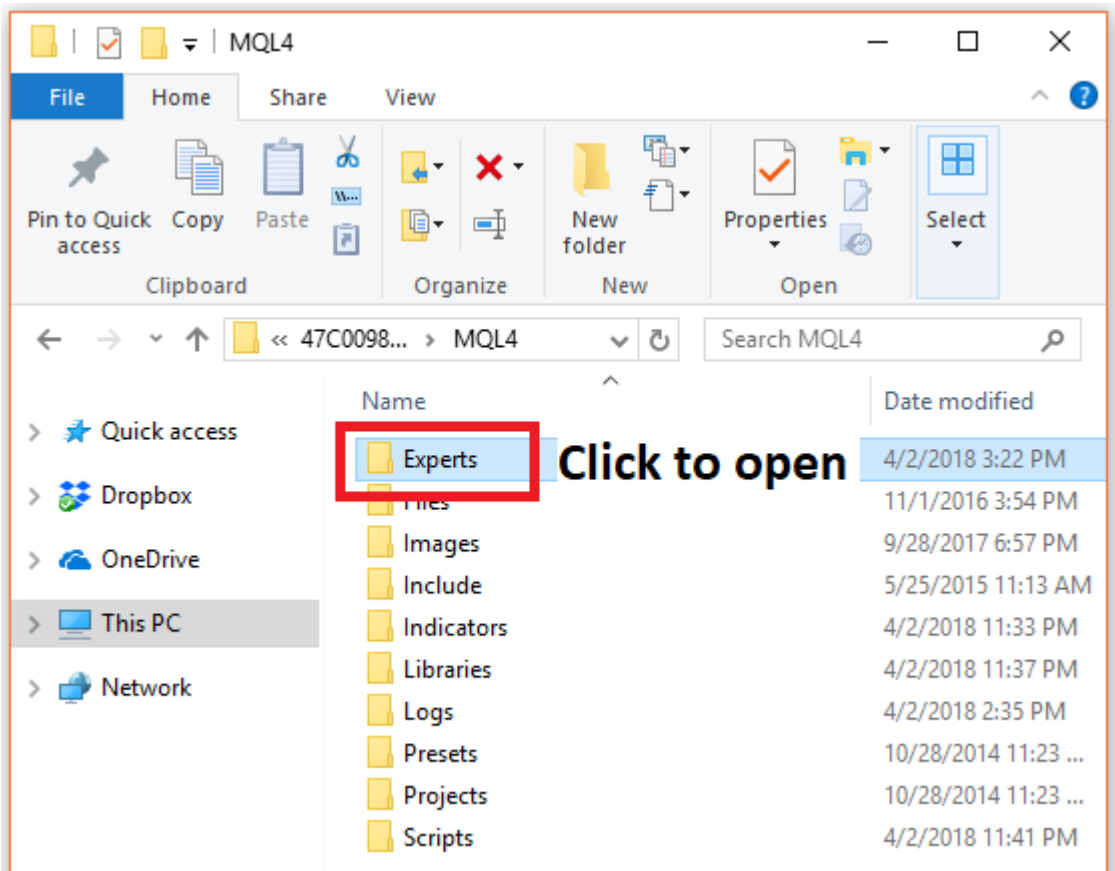 MQL4
File Home Share View
Pin to Quick access Copy Paste New folder Properties Select
Clipboard Organize New Open
« 47C0098... > MQL4 Search MQL4
Name Date modified
Quick access
Dropbox
OneDrive
This PC
Network
Experts Click to open 4/2/2018 3:22 PM
Files 11/1/2016 3:54 PM
Images 9/28/2017 6:57 PM
Include 5/25/2015 11:13 AM
Indicators 4/2/2018 11:33 PM
Libraries 4/2/2018 11:37 PM
Logs 4/2/2018 2:35 PM
Presets 10/28/2014 11:23 ...
Projects 10/28/2014 11:23 ...
Scripts 4/2/2018 11:41 PM